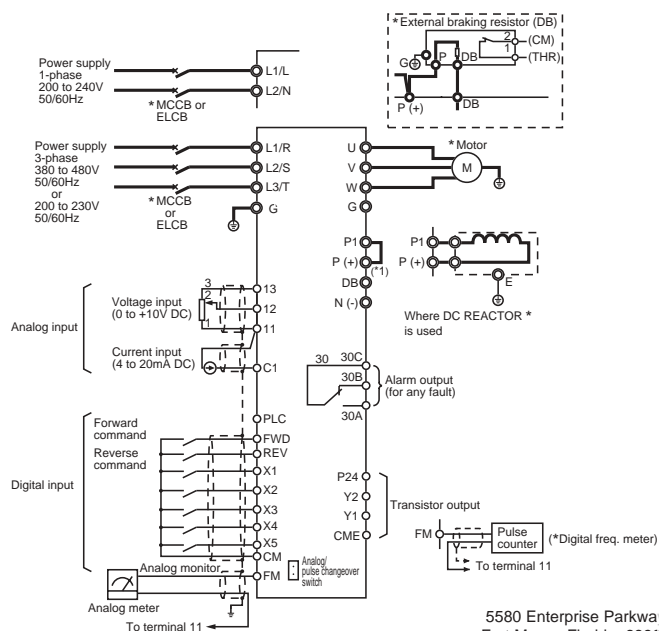 * External braking resistor (DB)
2
1
(CM)
(THR)
G
P
DB
P (+)
DB
Power supply
1-phase
200 to 240V
50/60Hz
L1/L
L2/N
* MCCB or
ELCB
Power supply
3-phase
380 to 480V
50/60Hz
or
200 to 230V
50/60Hz
L1/R
L2/S
L3/T
G
* MCCB
or
ELCB
U
V
W
G
* Motor
M
P1
P (+)
(*1)
DB
N (-)
P1
P (+)
E
Where DC REACTOR *
is used
Analog input
Voltage input
(0 to +10V DC)
3
2
1
13
12
11
Current input
(4 to 20mA DC)
C1
30
30C
30B
30A
Alarm output
(for any fault)
Digital input
Forward
command
Reverse
command
PLC
FWD
REV
X1
X2
X3
X4
X5
CM
FM
P24
Y2
Y1
CME
Transistor output
Analog monitor
Analog meter
To terminal 11
Analog/
pulse changeover
switch
FM
Pulse
counter
(*Digital freq. meter)
To terminal 11
5580 Enterprise Parkway